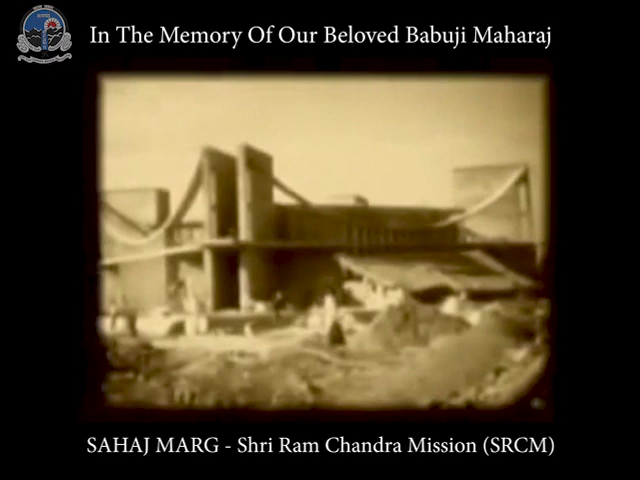 In The Memory Of Our Beloved Babuji Maharaj
SAHAJ MARG - Shri Ram Chandra Mission (SRCM)